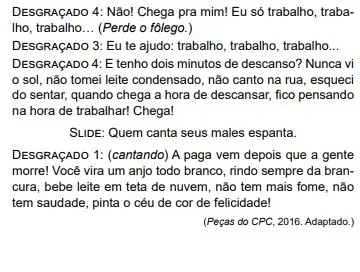 DESGRAÇADO 4: Não! Chega pra mim! Eu só trabalho, traba-
lho, trabalho... (Perde o fôlego.)
DESGRAÇADO 3: Eu te ajudo: trabalho, trabalho, trabalho...
DESGRAÇADO 4: E tenho dois minutos de descanso? Nunca vi
o sol, não tomei leite condensado, não canto na rua, esqueci
do sentar, quando chega a hora de descansar, fico pensando
na hora de trabalhar! Chega!
SLIDE: Quem canta seus males espanta.
DESGRAÇADO 1: (cantando) A paga vem depois que a gente
morre! Você vira um anjo todo branco, rindo sempre da bran-
cura, bebe leite em teta de nuvem, não tem mais fome, não
tem saudade, pinta o céu de cor de felicidade!
(Peças do CPC, 2016. Adaptado.)